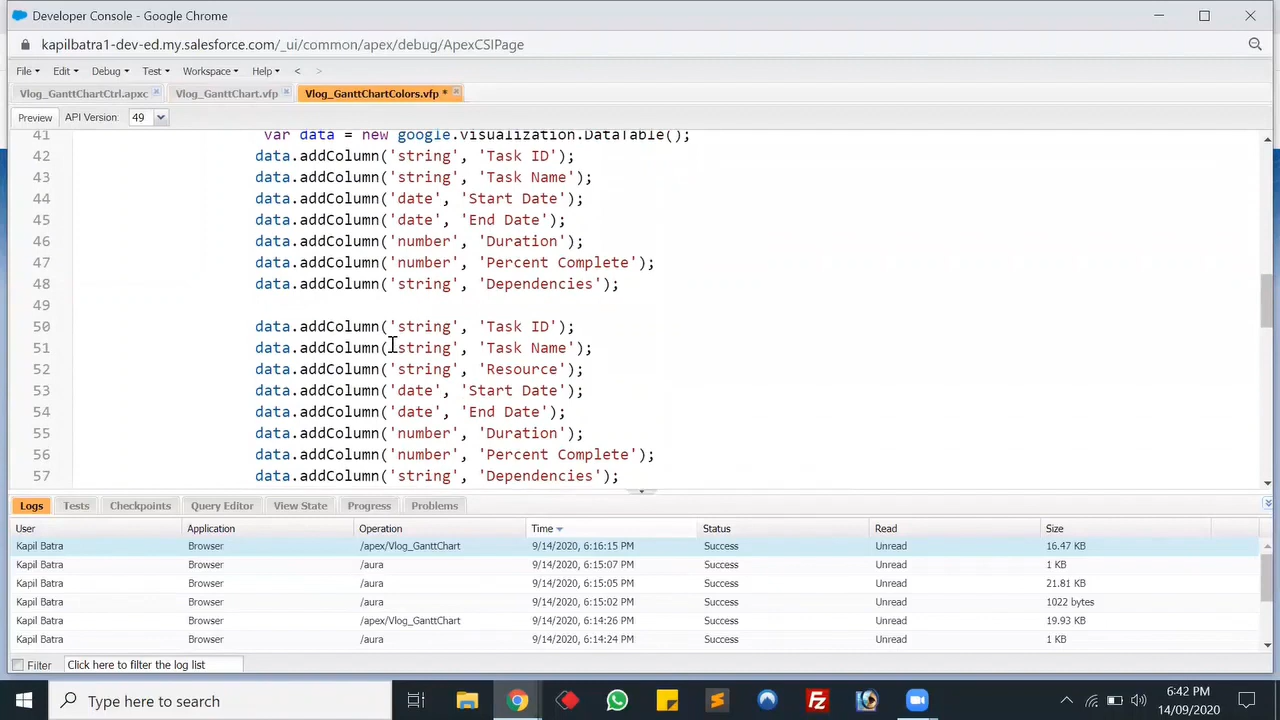 Developer Console - Google Chrome
kapilbatra1-dev-ed.my.salesforce.com/_ui/common/apex/debug/ApexCSIPage
File Edit Debug Test Workspace Help < >
Vlog_GanttChartCtrl.apxc Vlog_GanttChart.vfp Vlog_GanttChartColors.vfp *
Preview API Version: 49
41 var data = new google.visualization.DataTable();
42 data.addColumn('string', 'Task ID');
43 data.addColumn('string', 'Task Name');
44 data.addColumn('date', 'Start Date');
45 data.addColumn('date', 'End Date');
46 data.addColumn('number', 'Duration');
47 data.addColumn('number', 'Percent Complete');
48 data.addColumn('string', 'Dependencies');
49
50 data.addColumn('string', 'Task ID');
51 data.addColumn('string', 'Task Name');
52 data.addColumn('string', 'Resource');
53 data.addColumn('date', 'Start Date');
54 data.addColumn('date', 'End Date');
55 data.addColumn('number', 'Duration');
56 data.addColumn('number', 'Percent Complete');
57 data.addColumn('string', 'Dependencies');
Logs Tests Checkpoints Query Editor View State Progress Problems
User Application Operation Time Status Read Size
Kapil Batra Browser /apex/Vlog_GanttChart 9/14/2020, 6:16:15 PM Success Unread 16.47 KB
Kapil Batra Browser /aura 9/14/2020, 6:15:07 PM Success Unread 1 KB
Kapil Batra Browser /aura 9/14/2020, 6:15:05 PM Success Unread 21.81 KB
Kapil Batra Browser /aura 9/14/2020, 6:15:02 PM Success Unread 1022 bytes
Kapil Batra Browser /apex/Vlog_GanttChart 9/14/2020, 6:14:26 PM Success Unread 19.93 KB
Kapil Batra Browser /aura 9/14/2020, 6:14:24 PM Success Unread 1 KB
Filter Click here to filter the log list
Type here to search
6:42 PM
14/09/2020